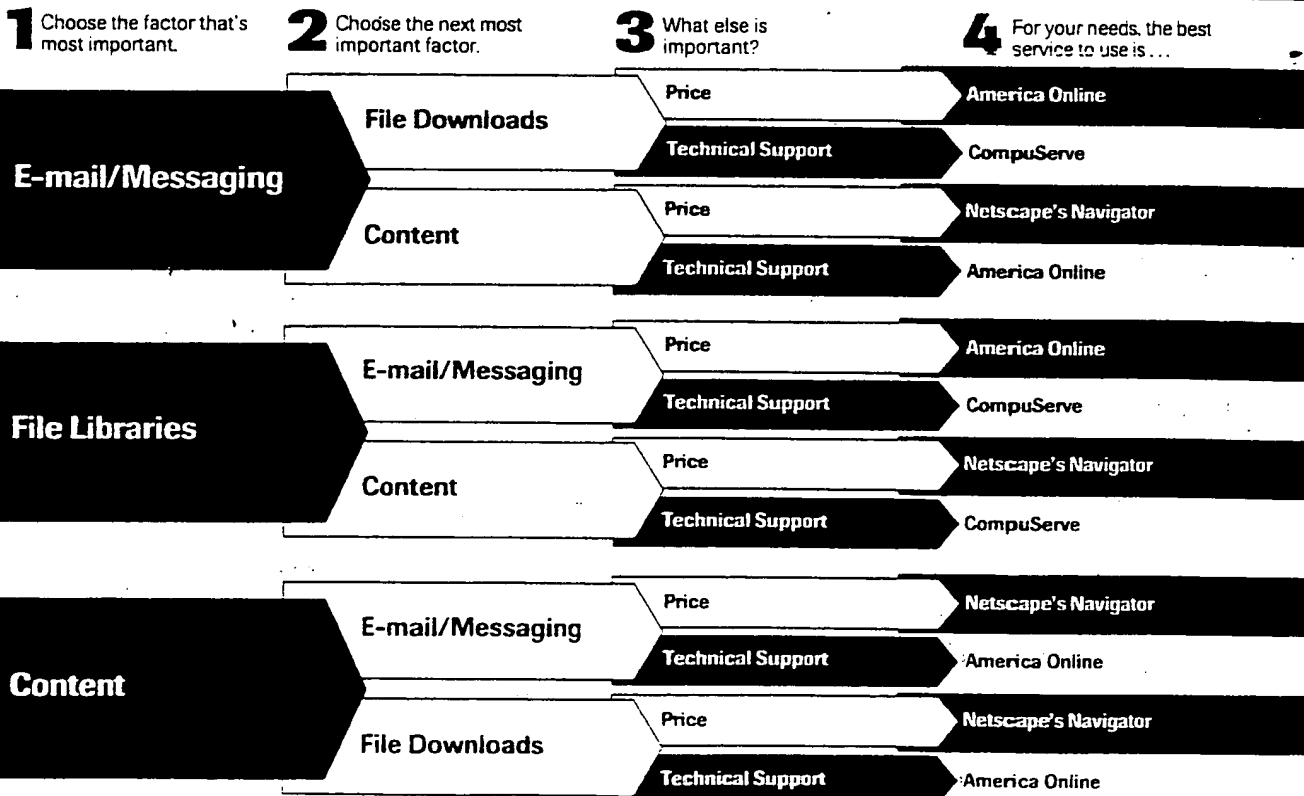 1 Choose the factor that's
most important.
2 Choose the next most
important factor.
3 What else is
important?
4 For your needs, the best
service to use is...
E-mail/Messaging
File Downloads
Price
America Online
Technical Support
CompuServe
Content
Price
Netscape's Navigator
Technical Support
America Online
File Libraries
E-mail/Messaging
Price
America Online
Technical Support
CompuServe
Content
Price
Netscape's Navigator
Technical Support
CompuServe
Content
E-mail/Messaging
Price
Netscape's Navigator
Technical Support
America Online
File Downloads
Price
Netscape's Navigator
Technical Support
America Online